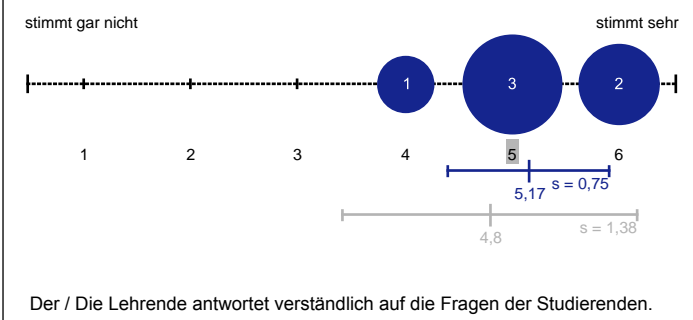 stimmt gar nicht stimmt sehr
1 3 2
1 2 3 4 5 6
5,17 s = 0,75
4,8 s = 1,38
Der / Die Lehrende antwortet verständlich auf die Fragen der Studierenden.